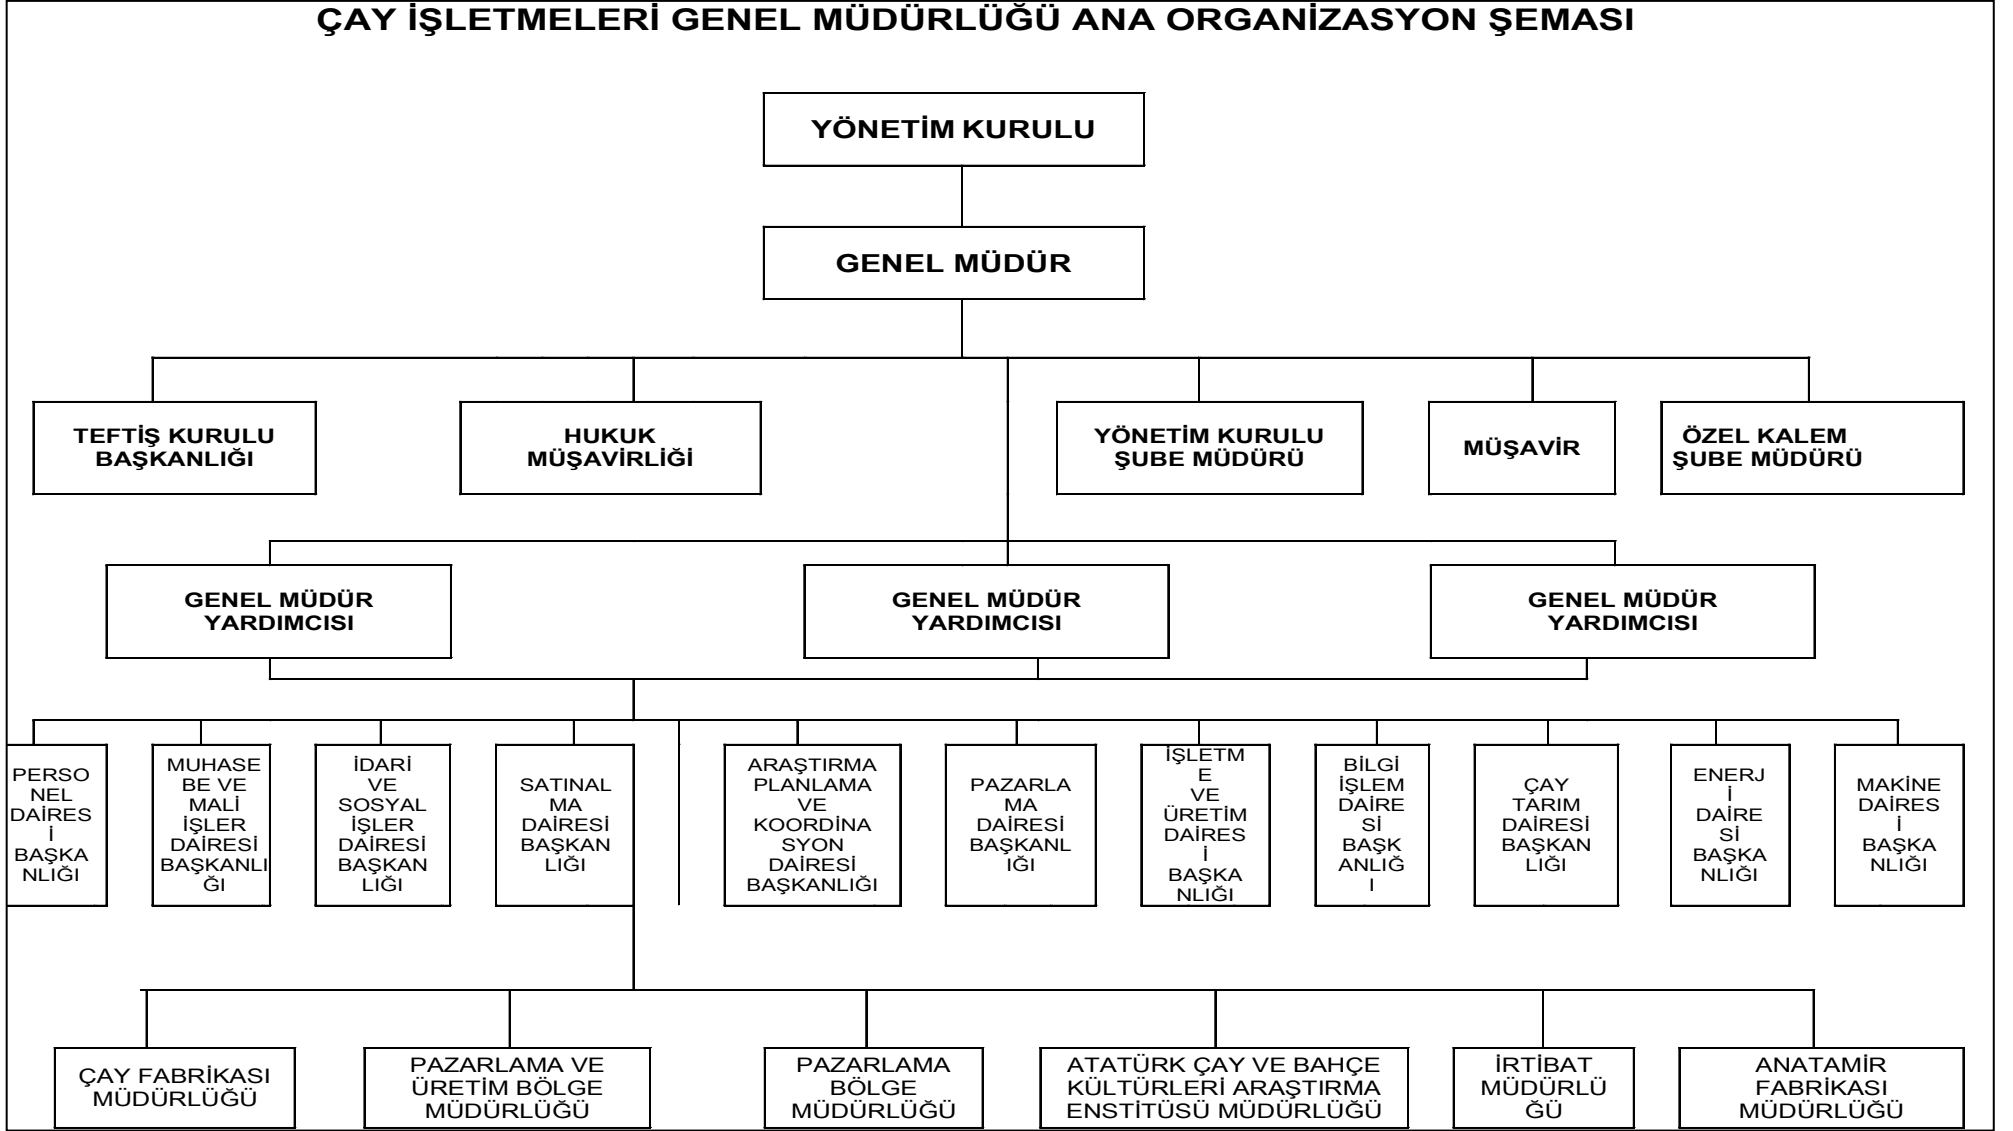 ÇAY İŞLETMELERİ GENEL MÜDÜRLÜĞÜ ANA ORGANİZASYON ŞEMASI
YÖNETİM KURULU
GENEL MÜDÜR
TEFTİŞ KURULU
BAŞKANLIĞI
HUKUK
MÜŞAVİRLİĞİ
YÖNETİM KURULU
ŞUBE MÜDÜRÜ
MÜŞAVİR
ÖZEL KALEM
ŞUBE MÜDÜRÜ
GENEL MÜDÜR
YARDIMCISI
GENEL MÜDÜR
YARDIMCISI
GENEL MÜDÜR
YARDIMCISI
PERSO
NEL
DAİRES
İ
BAŞKA
NLIĞI
MUHASE
BE VE
MALİ
İŞLER
DAİRESİ
BAŞKANLI
ĞI
İDARİ
VE
SOSYAL
İŞLER
DAİRESİ
BAŞKAN
LIĞI
SATINAL
MA
DAİRESİ
BAŞKAN
LIĞI
ARAŞTIRMA
PLANLAMA
VE
KOORDİNA
SYON
DAİRESİ
BAŞKANLIĞI
PAZARLA
MA
DAİRESİ
BAŞKANL
IĞI
İŞLETM
E
VE
ÜRETİM
DAİRES
İ
BAŞKA
NLIĞI
BİLGİ
İŞLEM
DAİRE
Sİ
BAŞK
ANLIĞ
I
ÇAY
TARIM
DAİRESİ
BAŞKAN
LIĞI
ENERJ
İ
DAİRE
Sİ
BAŞKA
NLIĞI
MAKİNE
DAİRES
İ
BAŞKA
NLIĞI
ÇAY FABRİKASI
MÜDÜRLÜĞÜ
PAZARLAMA VE
ÜRETİM BÖLGE
MÜDÜRLÜĞÜ
PAZARLAMA
BÖLGE
MÜDÜRLÜĞÜ
ATATÜRK ÇAY VE BAHÇE
KÜLTÜRLERİ ARAŞTIRMA
ENSTİTÜSÜ MÜDÜRLÜĞÜ
İRTİBAT
MÜDÜRLÜ
ĞÜ
ANATAMİR
FABRİKASI
MÜDÜRLÜĞÜ